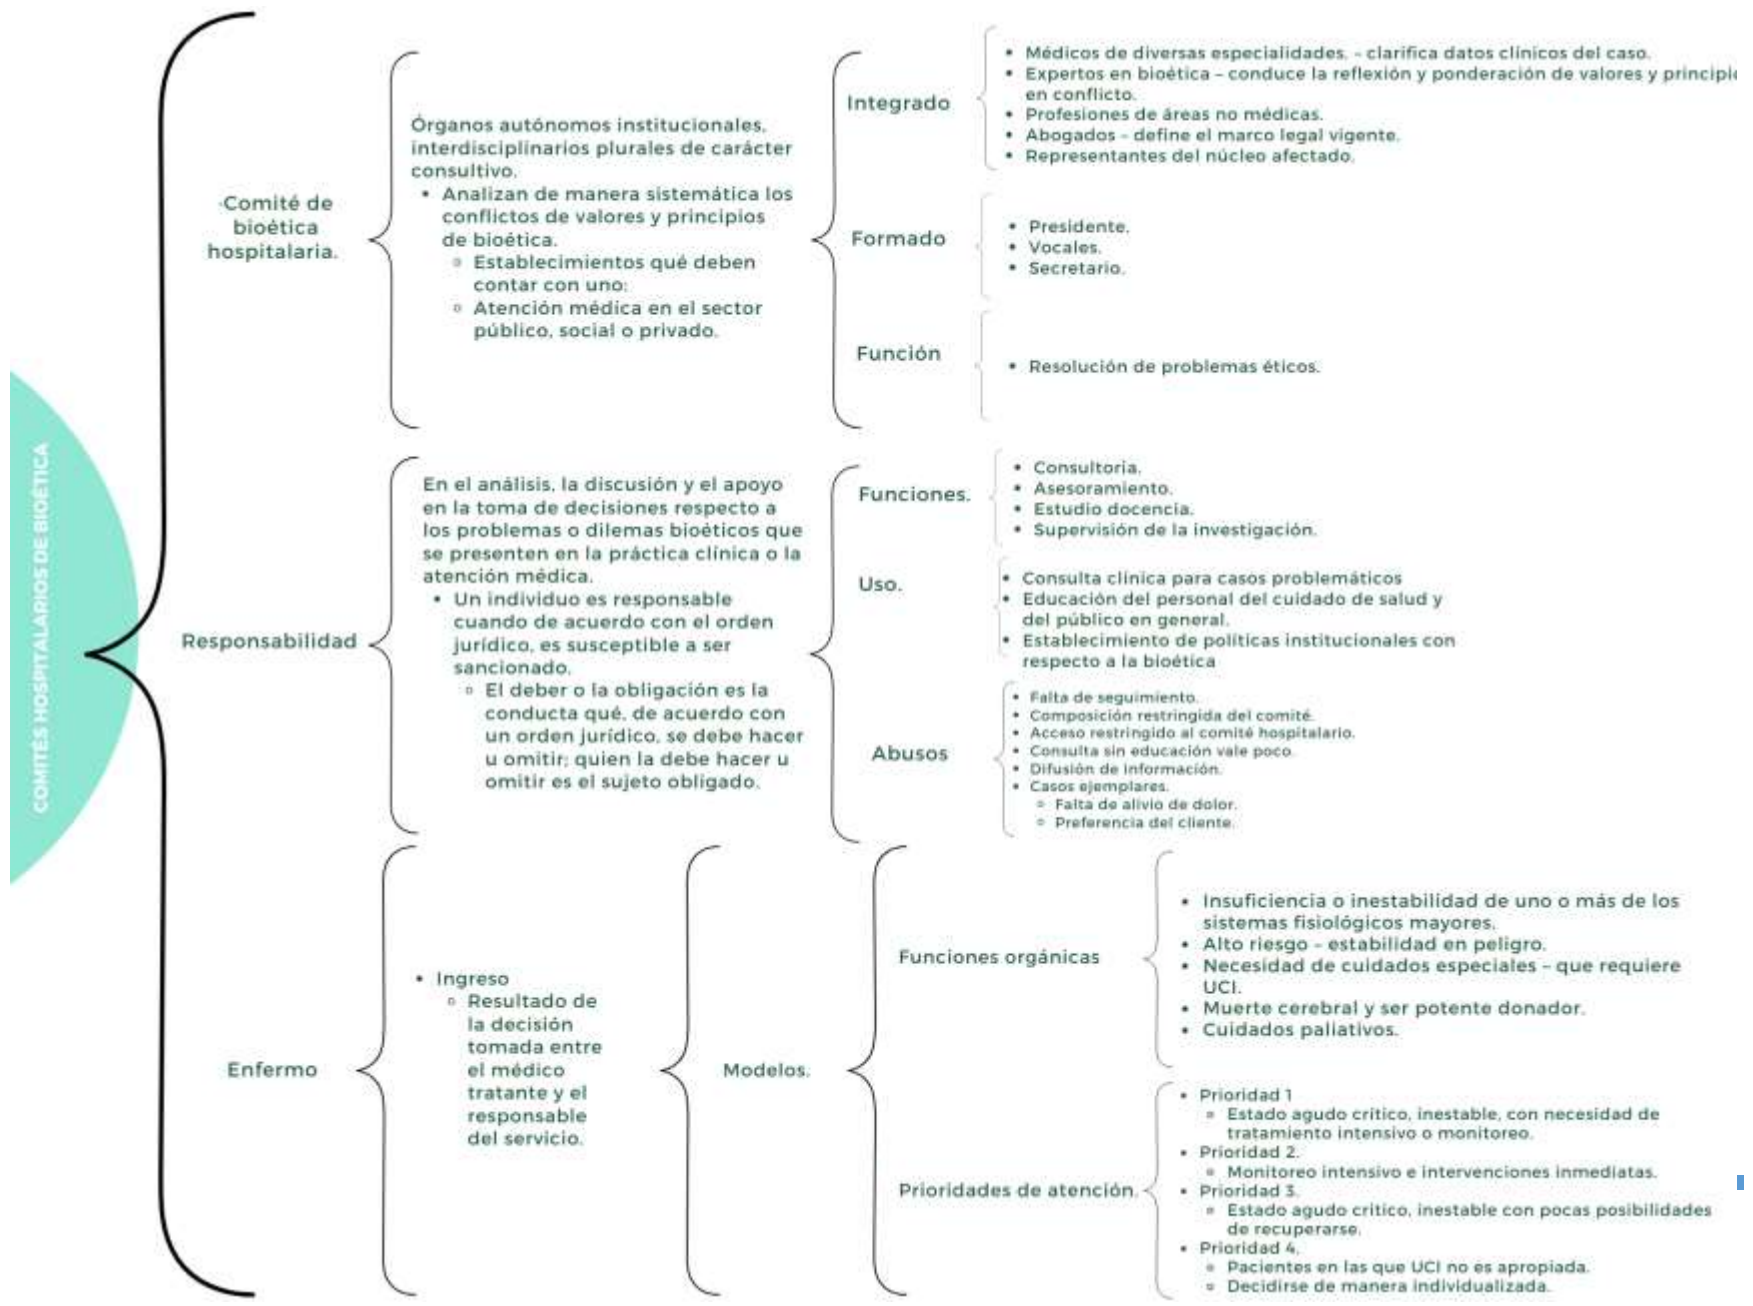 COMITÉS HOSPITALARIOS DE BIOÉTICA
·Comité de
bioética
hospitalaria.
Órganos autónomos institucionales,
interdisciplinarios plurales de carácter
consultivo.
• Analizan de manera sistemática los
conflictos de valores y principios
de bioética.
◦ Establecimientos qué deben
contar con uno:
◦ Atención médica en el sector
público, social o privado.
Integrado
• Médicos de diversas especialidades. – clarifica datos clínicos del caso.
• Expertos en bioética – conduce la reflexión y ponderación de valores y principi
en conflicto.
• Profesiones de áreas no médicas.
• Abogados – define el marco legal vigente.
• Representantes del núcleo afectado.
Formado
• Presidente.
• Vocales.
• Secretario.
Función
• Resolución de problemas éticos.
Responsabilidad
En el análisis, la discusión y el apoyo
en la toma de decisiones respecto a
los problemas o dilemas bioéticos que
se presenten en la práctica clínica o la
atención médica.
• Un individuo es responsable
cuando de acuerdo con el orden
jurídico, es susceptible a ser
sancionado.
◦ El deber o la obligación es la
conducta qué, de acuerdo con
un orden jurídico, se debe hacer
u omitir; quien la debe hacer u
omitir es el sujeto obligado.
Funciones.
• Consultoria.
• Asesoramiento.
• Estudio docencia.
• Supervisión de la investigación.
Uso.
• Consulta clínica para casos problemáticos
• Educación del personal del cuidado de salud y
del público en general.
• Establecimiento de políticas institucionales con
respecto a la bioética
Abusos
• Falta de seguimiento.
• Composición restringida del comité.
• Acceso restringido al comité hospitalario.
• Consulta sin educación vale poco.
• Difusión de información.
• Casos ejemplares.
◦ Falta de alivio de dolor.
◦ Preferencia del cliente.
Enfermo
• Ingreso
◦ Resultado de
la decisión
tomada entre
el médico
tratante y el
responsable
del servicio.
Modelos.
Funciones orgánicas
• Insuficiencia o inestabilidad de uno o más de los
sistemas fisiológicos mayores.
• Alto riesgo – estabilidad en peligro.
• Necesidad de cuidados especiales – que requiere
UCI.
• Muerte cerebral y ser potente donador.
• Cuidados paliativos.
Prioridades de atención.
• Prioridad 1
◦ Estado agudo crítico, inestable, con necesidad de
tratamiento intensivo o monitoreo.
• Prioridad 2.
◦ Monitoreo intensivo e intervenciones inmediatas.
• Prioridad 3.
◦ Estado agudo crítico, inestable con pocas posibilidades
de recuperarse.
• Prioridad 4.
◦ Pacientes en las que UCI no es apropiada.
◦ Decidirse de manera individualizada.